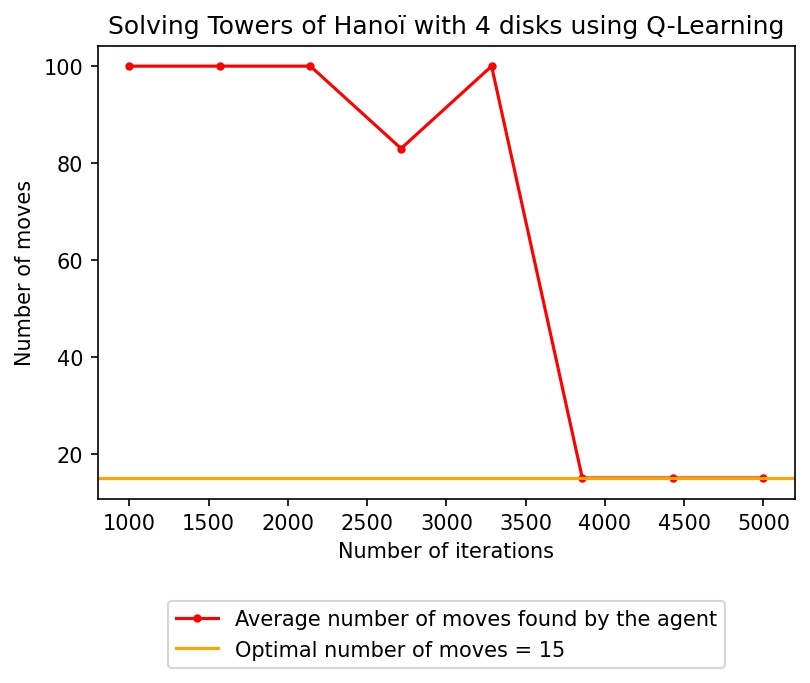 Solving Towers of Hanoï with 4 disks using Q-Learning
100
80
60
40
20
Number of moves
1000 1500 2000 2500 3000 3500 4000 4500 5000
Number of iterations
Average number of moves found by the agent
Optimal number of moves = 15